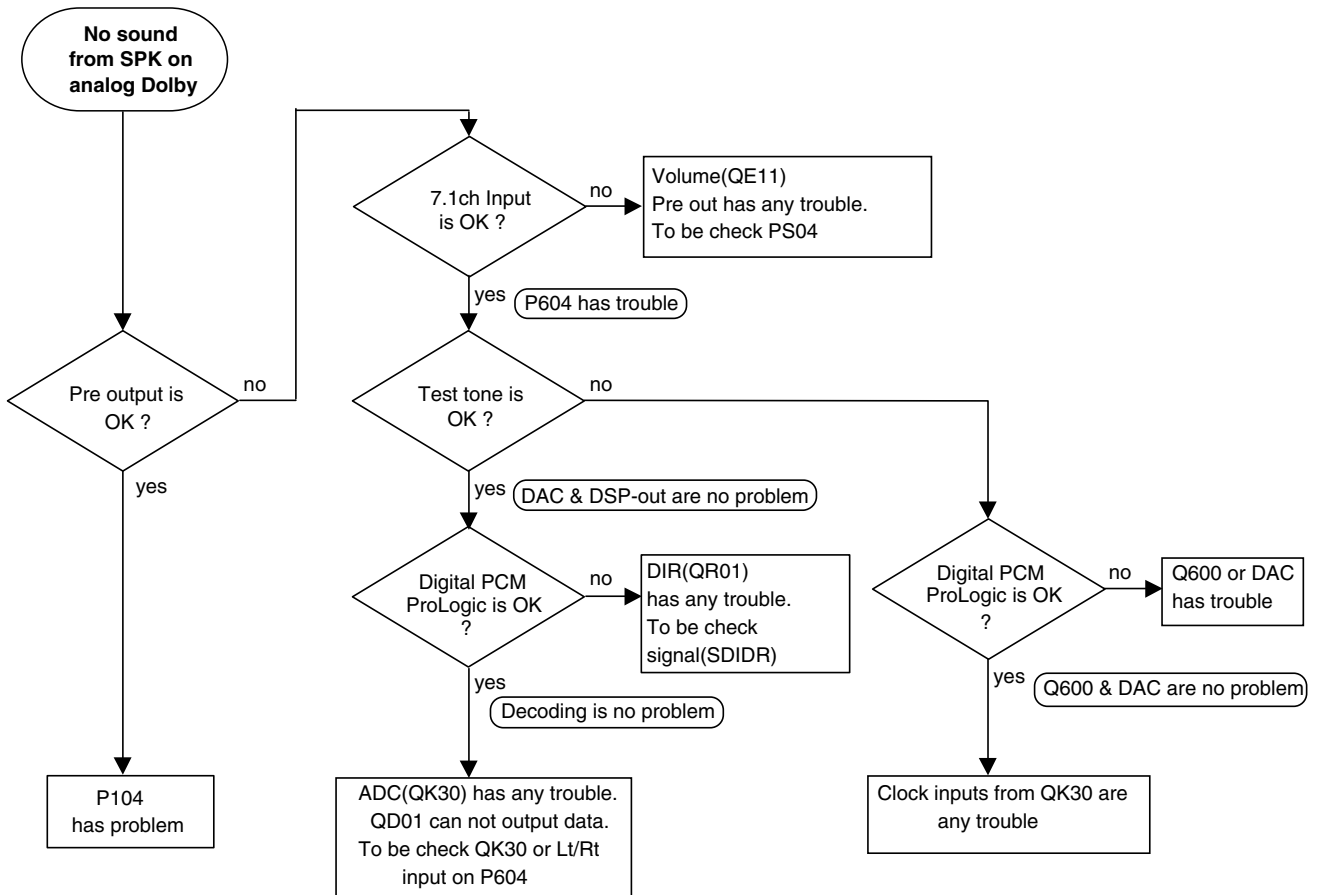 No sound
from SPK on
analog Dolby
Pre output is
OK ?
no
yes
P104
has problem
7.1ch Input
is OK ?
no
Volume(QE11)
Pre out has any trouble.
To be check PS04
yes
P604 has trouble
Test tone is
OK ?
no
yes
DAC & DSP-out are no problem
Digital PCM
ProLogic is OK
?
no
DIR(QR01)
has any trouble.
To be check
signal(SDIDR)
yes
Decoding is no problem
ADC(QK30) has any trouble.
QD01 can not output data.
To be check QK30 or Lt/Rt
input on P604
Digital PCM
ProLogic is OK
?
no
Q600 or DAC
has trouble
yes
Q600 & DAC are no problem
Clock inputs from QK30 are
any trouble